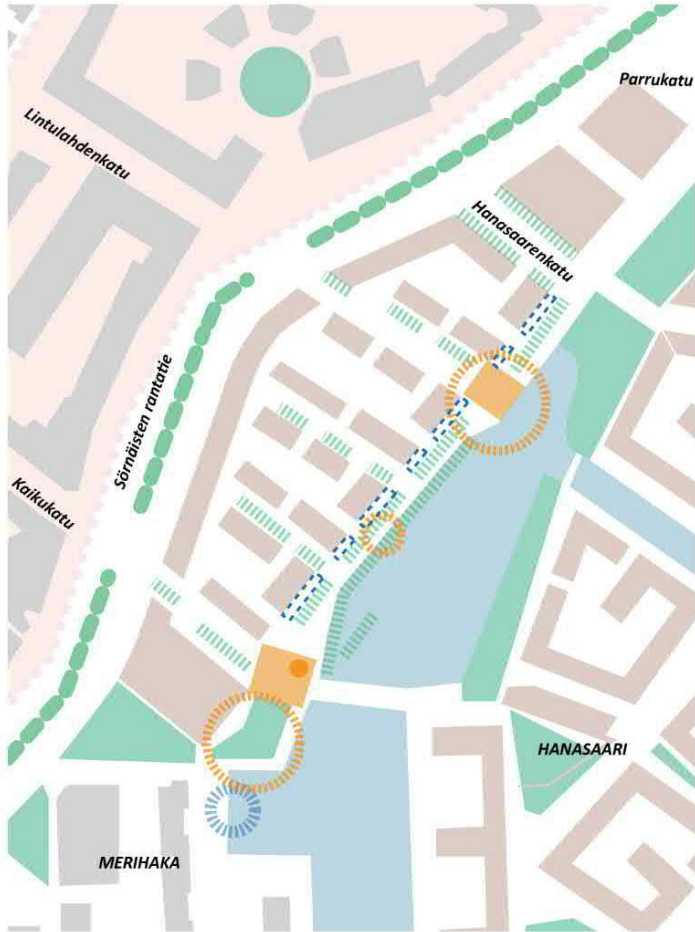 Parrukatu
Lintulahdenkatu
Hanasaarenkatu
Sörnäisten rantatie
Kaikukatu
HANASAARI
MERIHAKA